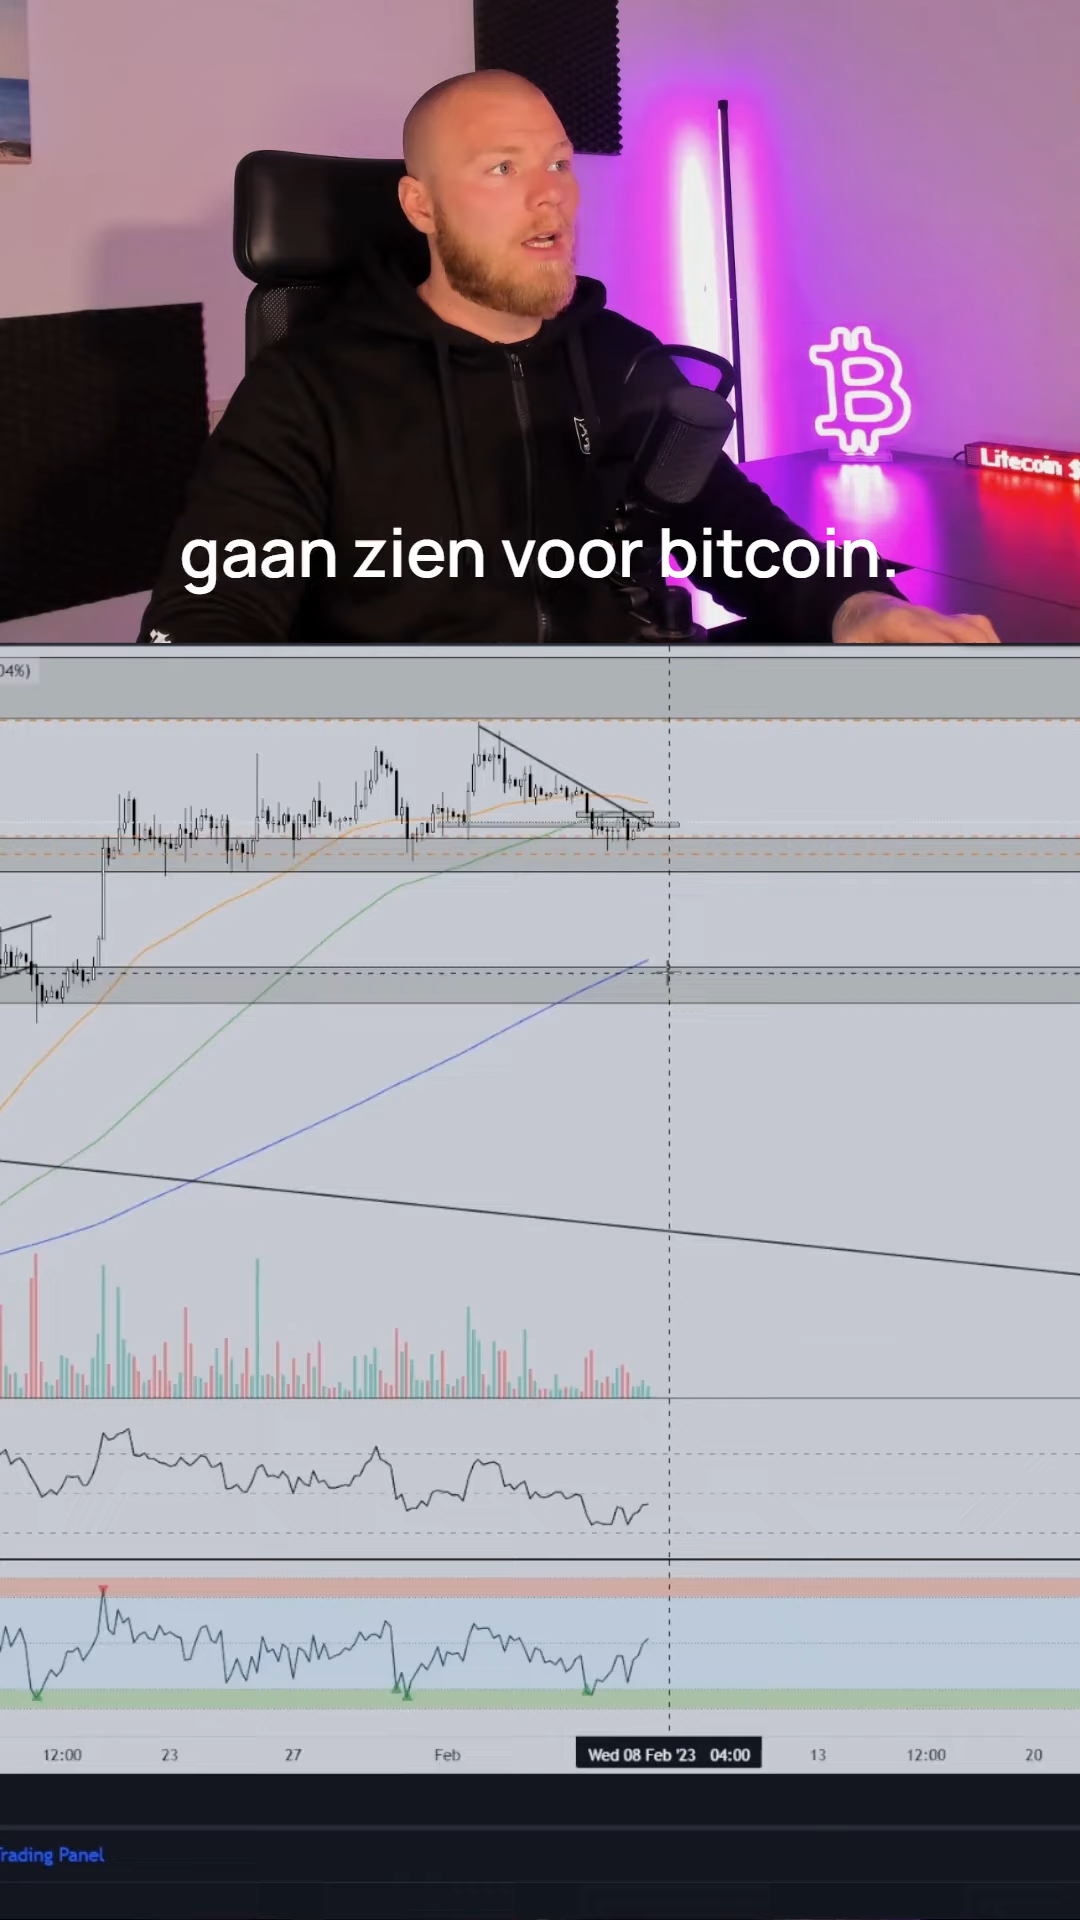 Litecoin $
gaan zien voor bitcoin.
04%)
12:00 23 27 Feb Wed 08 Feb '23 04:00 13 12:00 20
Trading Panel